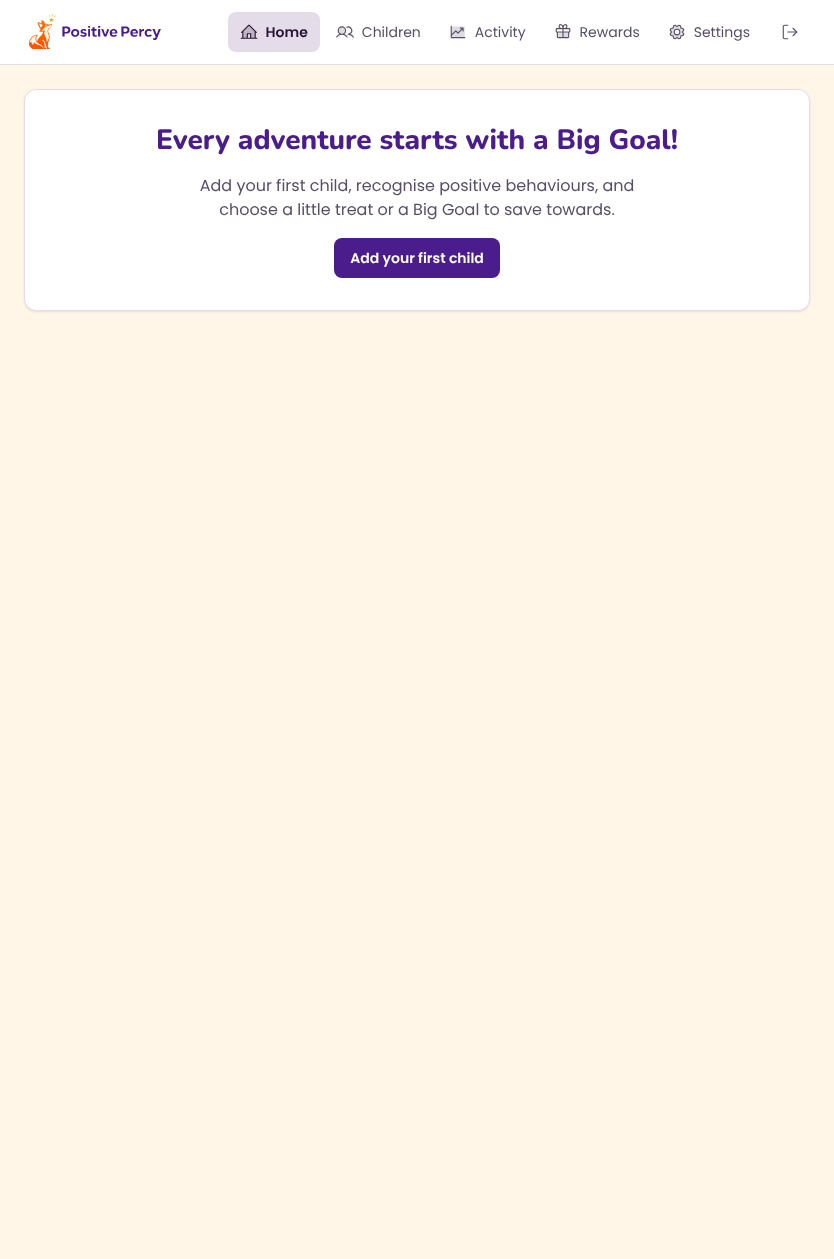 Positive Percy
Home
Children
Activity
Rewards
Settings
Every adventure starts with a Big Goal!
Add your first child, recognise positive behaviours, and
choose a little treat or a Big Goal to save towards.
Add your first child